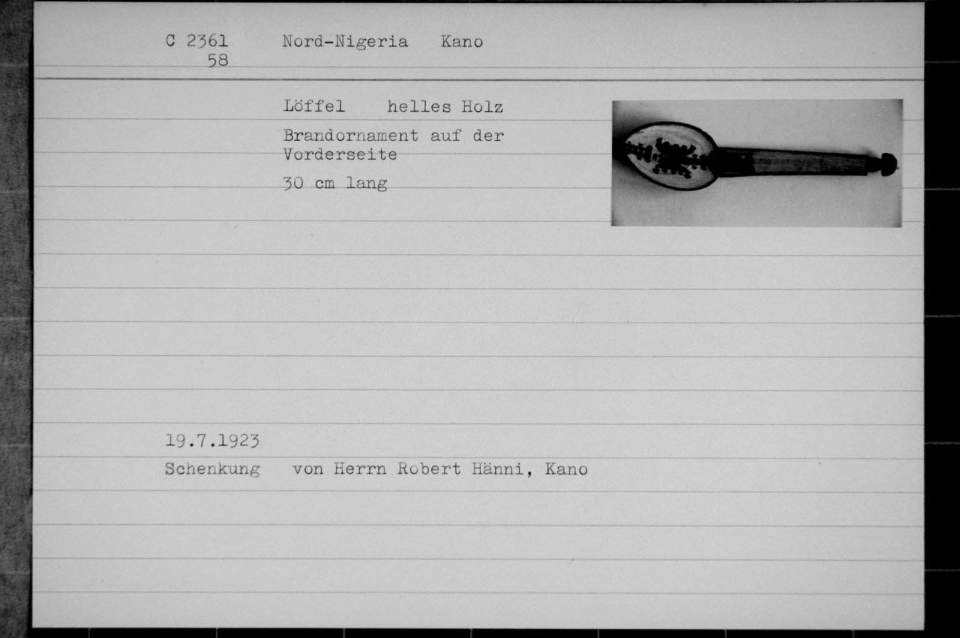 C 2361 Nord-Nigeria Kano
58
Löffel helles Holz
Brandornament auf der
Vorderseite
30 cm lang
19.7.1923
Schenkung von Herrn Robert Hänni, Kano